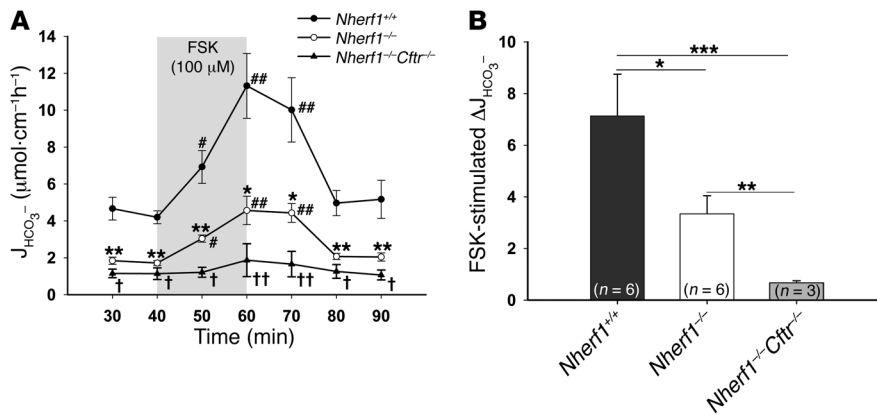 A
Nherf1+/+
Nherf1–/–
Nherf1–/–Cftr–/–
FSK
(100 μM)
JHCO3– (μmol·cm–1h–1)
14
12
10
8
6
4
2
0
#
##
##
** ** ** * *
# ## ##
** **
† † † †† †† † †
30 40 50 60 70 80 90
Time (min)
B
FSK-stimulated ΔJHCO3–
10
8
6
4
2
0
***
*
**
(n = 6) (n = 6) (n = 3)
Nherf1+/+
Nherf1–/–
Nherf1–/–Cftr–/–